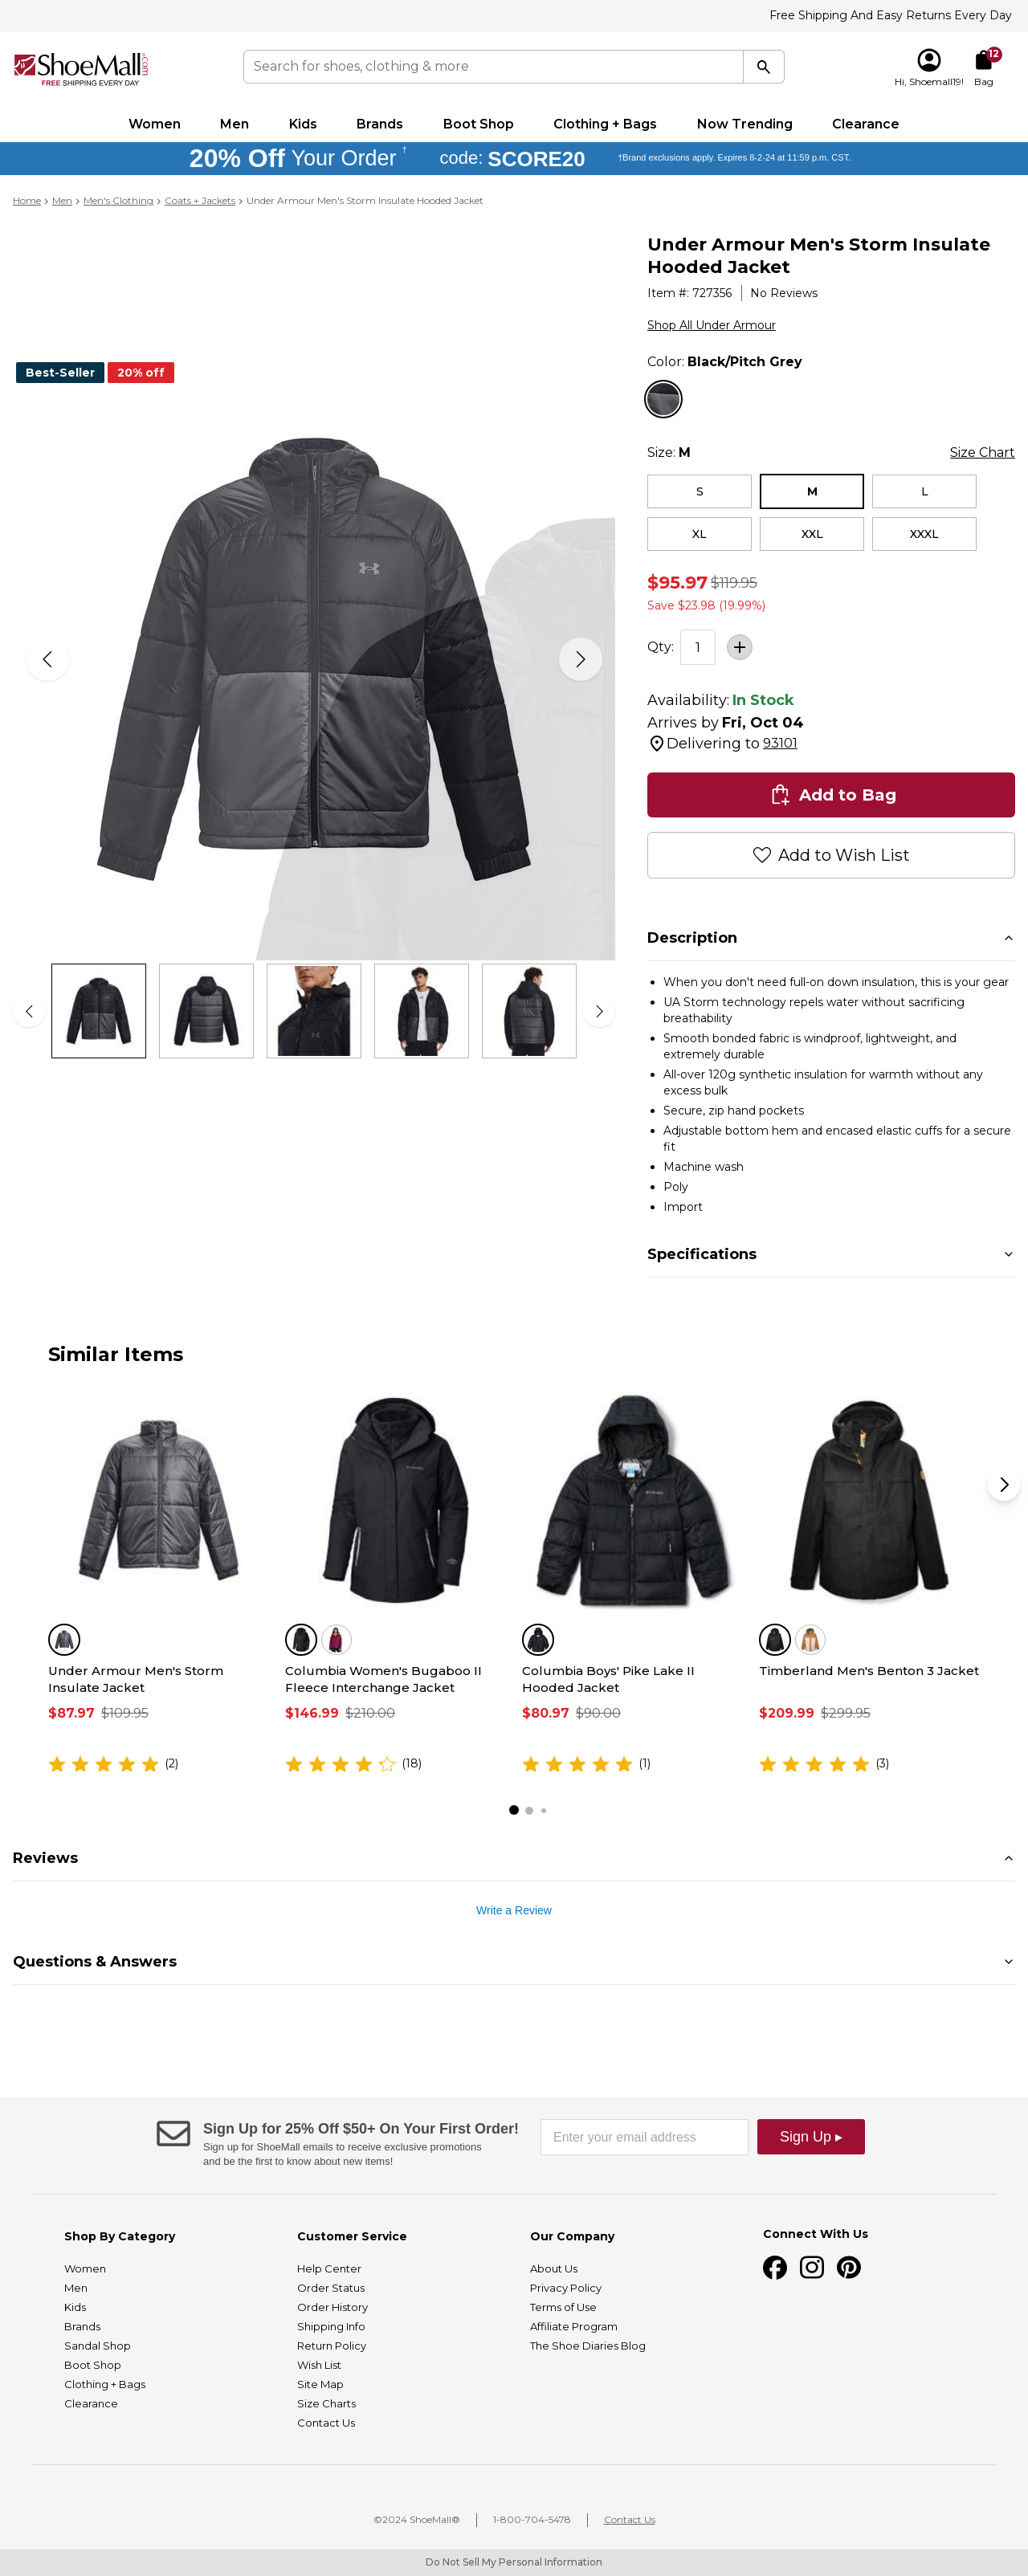 Free Shipping And Easy Returns Every Day
ShoeMall.com
FREE SHIPPING EVERY DAY
Search for shoes, clothing & more
Hi, Shoemall19!
12
Bag
Women Men Kids Brands Boot Shop Clothing + Bags Now Trending Clearance
20% Off Your Order † code: SCORE20 †Brand exclusions apply. Expires 8-2-24 at 11:59 p.m. CST.
Home > Men > Men's Clothing > Coats + Jackets > Under Armour Men's Storm Insulate Hooded Jacket
Best-Seller
20% off
Under Armour Men's Storm Insulate
Hooded Jacket
Item #: 727356 | No Reviews
Shop All Under Armour
Color: Black/Pitch Grey
Size: M
Size Chart
S
M
L
XL
XXL
XXXL
$95.97 $119.95
Save $23.98 (19.99%)
Qty: 1 +
Availability: In Stock
Arrives by Fri, Oct 04
Delivering to 93101
Add to Bag
Add to Wish List
Description
• When you don't need full-on down insulation, this is your gear
• UA Storm technology repels water without sacrificing
breathability
• Smooth bonded fabric is windproof, lightweight, and
extremely durable
• All-over 120g synthetic insulation for warmth without any
excess bulk
• Secure, zip hand pockets
• Adjustable bottom hem and encased elastic cuffs for a secure
fit
• Machine wash
• Poly
• Import
Specifications
Similar Items
Under Armour Men's Storm
Insulate Jacket
$87.97 $109.95
(2)
Columbia Women's Bugaboo II
Fleece Interchange Jacket
$146.99 $210.00
(18)
Columbia Boys' Pike Lake II
Hooded Jacket
$80.97 $90.00
(1)
Timberland Men's Benton 3 Jacket
$209.99 $299.95
(3)
Reviews
Write a Review
Questions & Answers
Sign Up for 25% Off $50+ On Your First Order!
Sign up for ShoeMall emails to receive exclusive promotions
and be the first to know about new items!
Enter your email address
Sign Up ▸
Shop By Category
Women
Men
Kids
Brands
Sandal Shop
Boot Shop
Clothing + Bags
Clearance
Customer Service
Help Center
Order Status
Order History
Shipping Info
Return Policy
Wish List
Site Map
Size Charts
Contact Us
Our Company
About Us
Privacy Policy
Terms of Use
Affiliate Program
The Shoe Diaries Blog
Connect With Us
©2024 ShoeMall® | 1-800-704-5478 | Contact Us
Do Not Sell My Personal Information